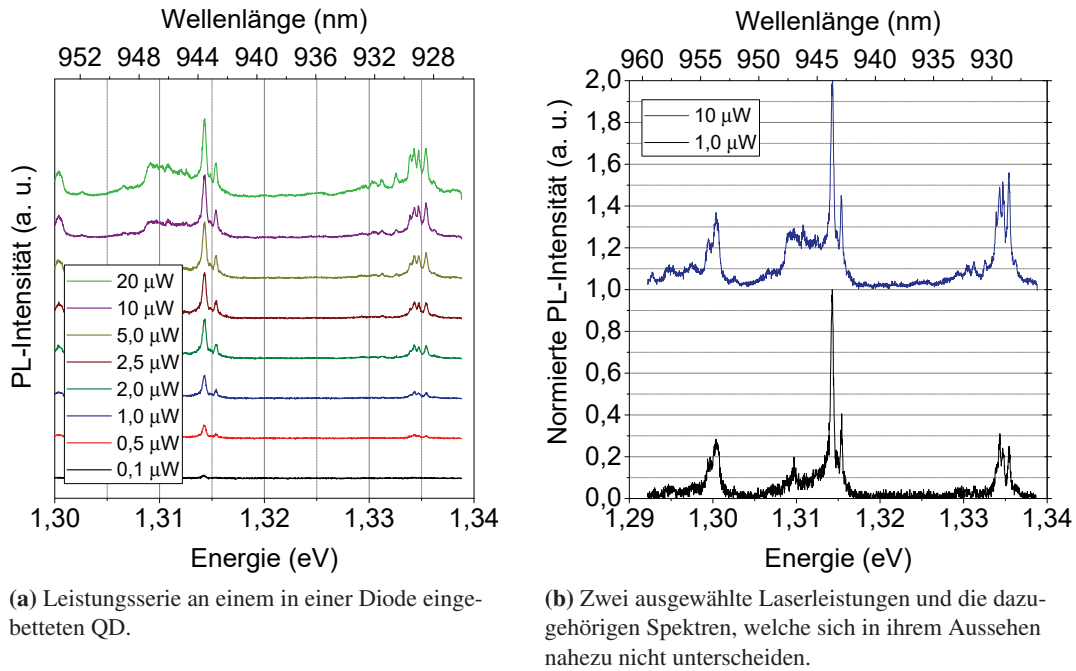 Wellenlänge (nm)
952 948 944 940 936 932 928
PL-Intensität (a. u.)
20 µW
10 µW
5,0 µW
2,5 µW
2,0 µW
1,0 µW
0,5 µW
0,1 µW
1,30 1,31 1,32 1,33 1,34
Energie (eV)
(a) Leistungsserie an einem in einer Diode einge-
betteten QD.
Wellenlänge (nm)
960 955 950 945 940 935 930
Normierte PL-Intensität (a. u.)
2,0
1,8
1,6
1,4
1,2
1,0
0,8
0,6
0,4
0,2
0,0
10 µW
1,0 µW
1,29 1,30 1,31 1,32 1,33 1,34
Energie (eV)
(b) Zwei ausgewählte Laserleistungen und die dazu-
gehörigen Spektren, welche sich in ihrem Aussehen
nahezu nicht unterscheiden.